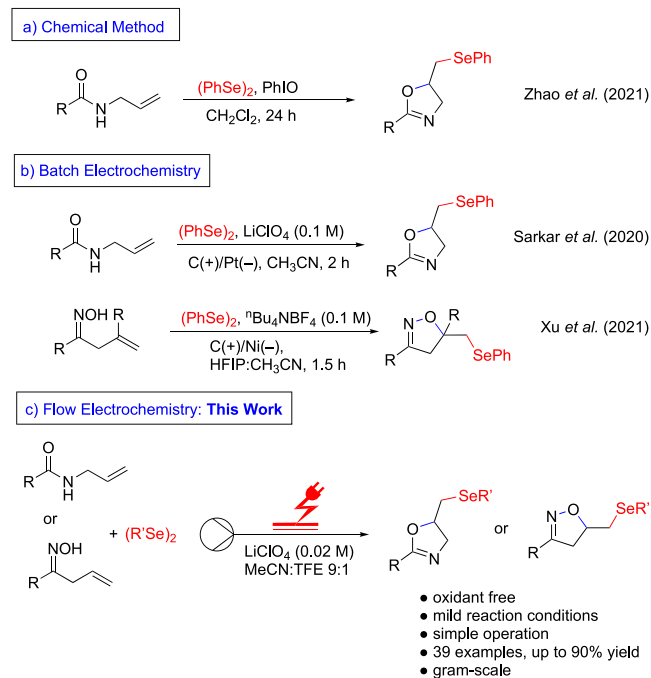 a) Chemical Method
O
R
N
H
(PhSe)2, PhIO
CH2Cl2, 24 h
SePh
O
N
R
Zhao et al. (2021)
b) Batch Electrochemistry
O
R
N
H
(PhSe)2, LiClO4 (0.1 M)
C(+)/Pt(–), CH3CN, 2 h
SePh
O
N
R
Sarkar et al. (2020)
NOH
R
R
(PhSe)2, nBu4NBF4 (0.1 M)
C(+)/Ni(–),
HFIP:CH3CN, 1.5 h
R
N
O
R
SePh
Xu et al. (2021)
c) Flow Electrochemistry: This Work
O
R
N
H
or
NOH
R
+ (R'Se)2
LiClO4 (0.02 M)
MeCN:TFE 9:1
SeR'
O
N
R
or
SeR'
O
N
R
● oxidant free
● mild reaction conditions
● simple operation
● 39 examples, up to 90% yield
● gram-scale